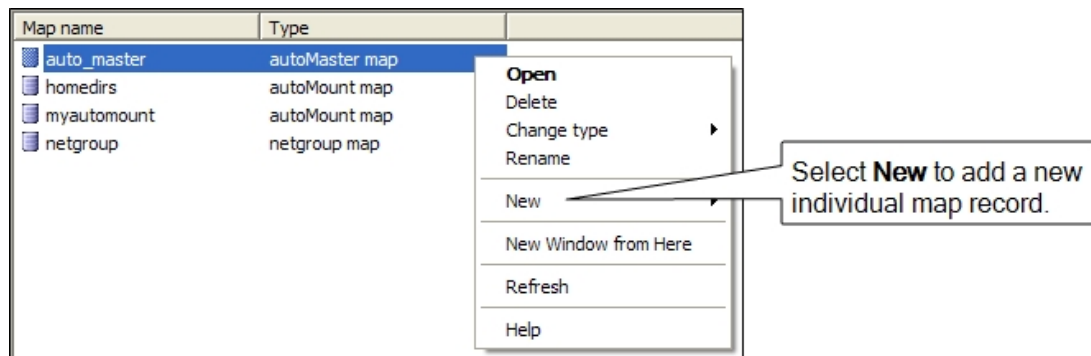 Map name Type
auto_master autoMaster map
homedirs autoMount map
myautomount autoMount map
netgroup netgroup map
Open
Delete
Change type
Rename
New
New Window from Here
Refresh
Help
Select New to add a new
individual map record.